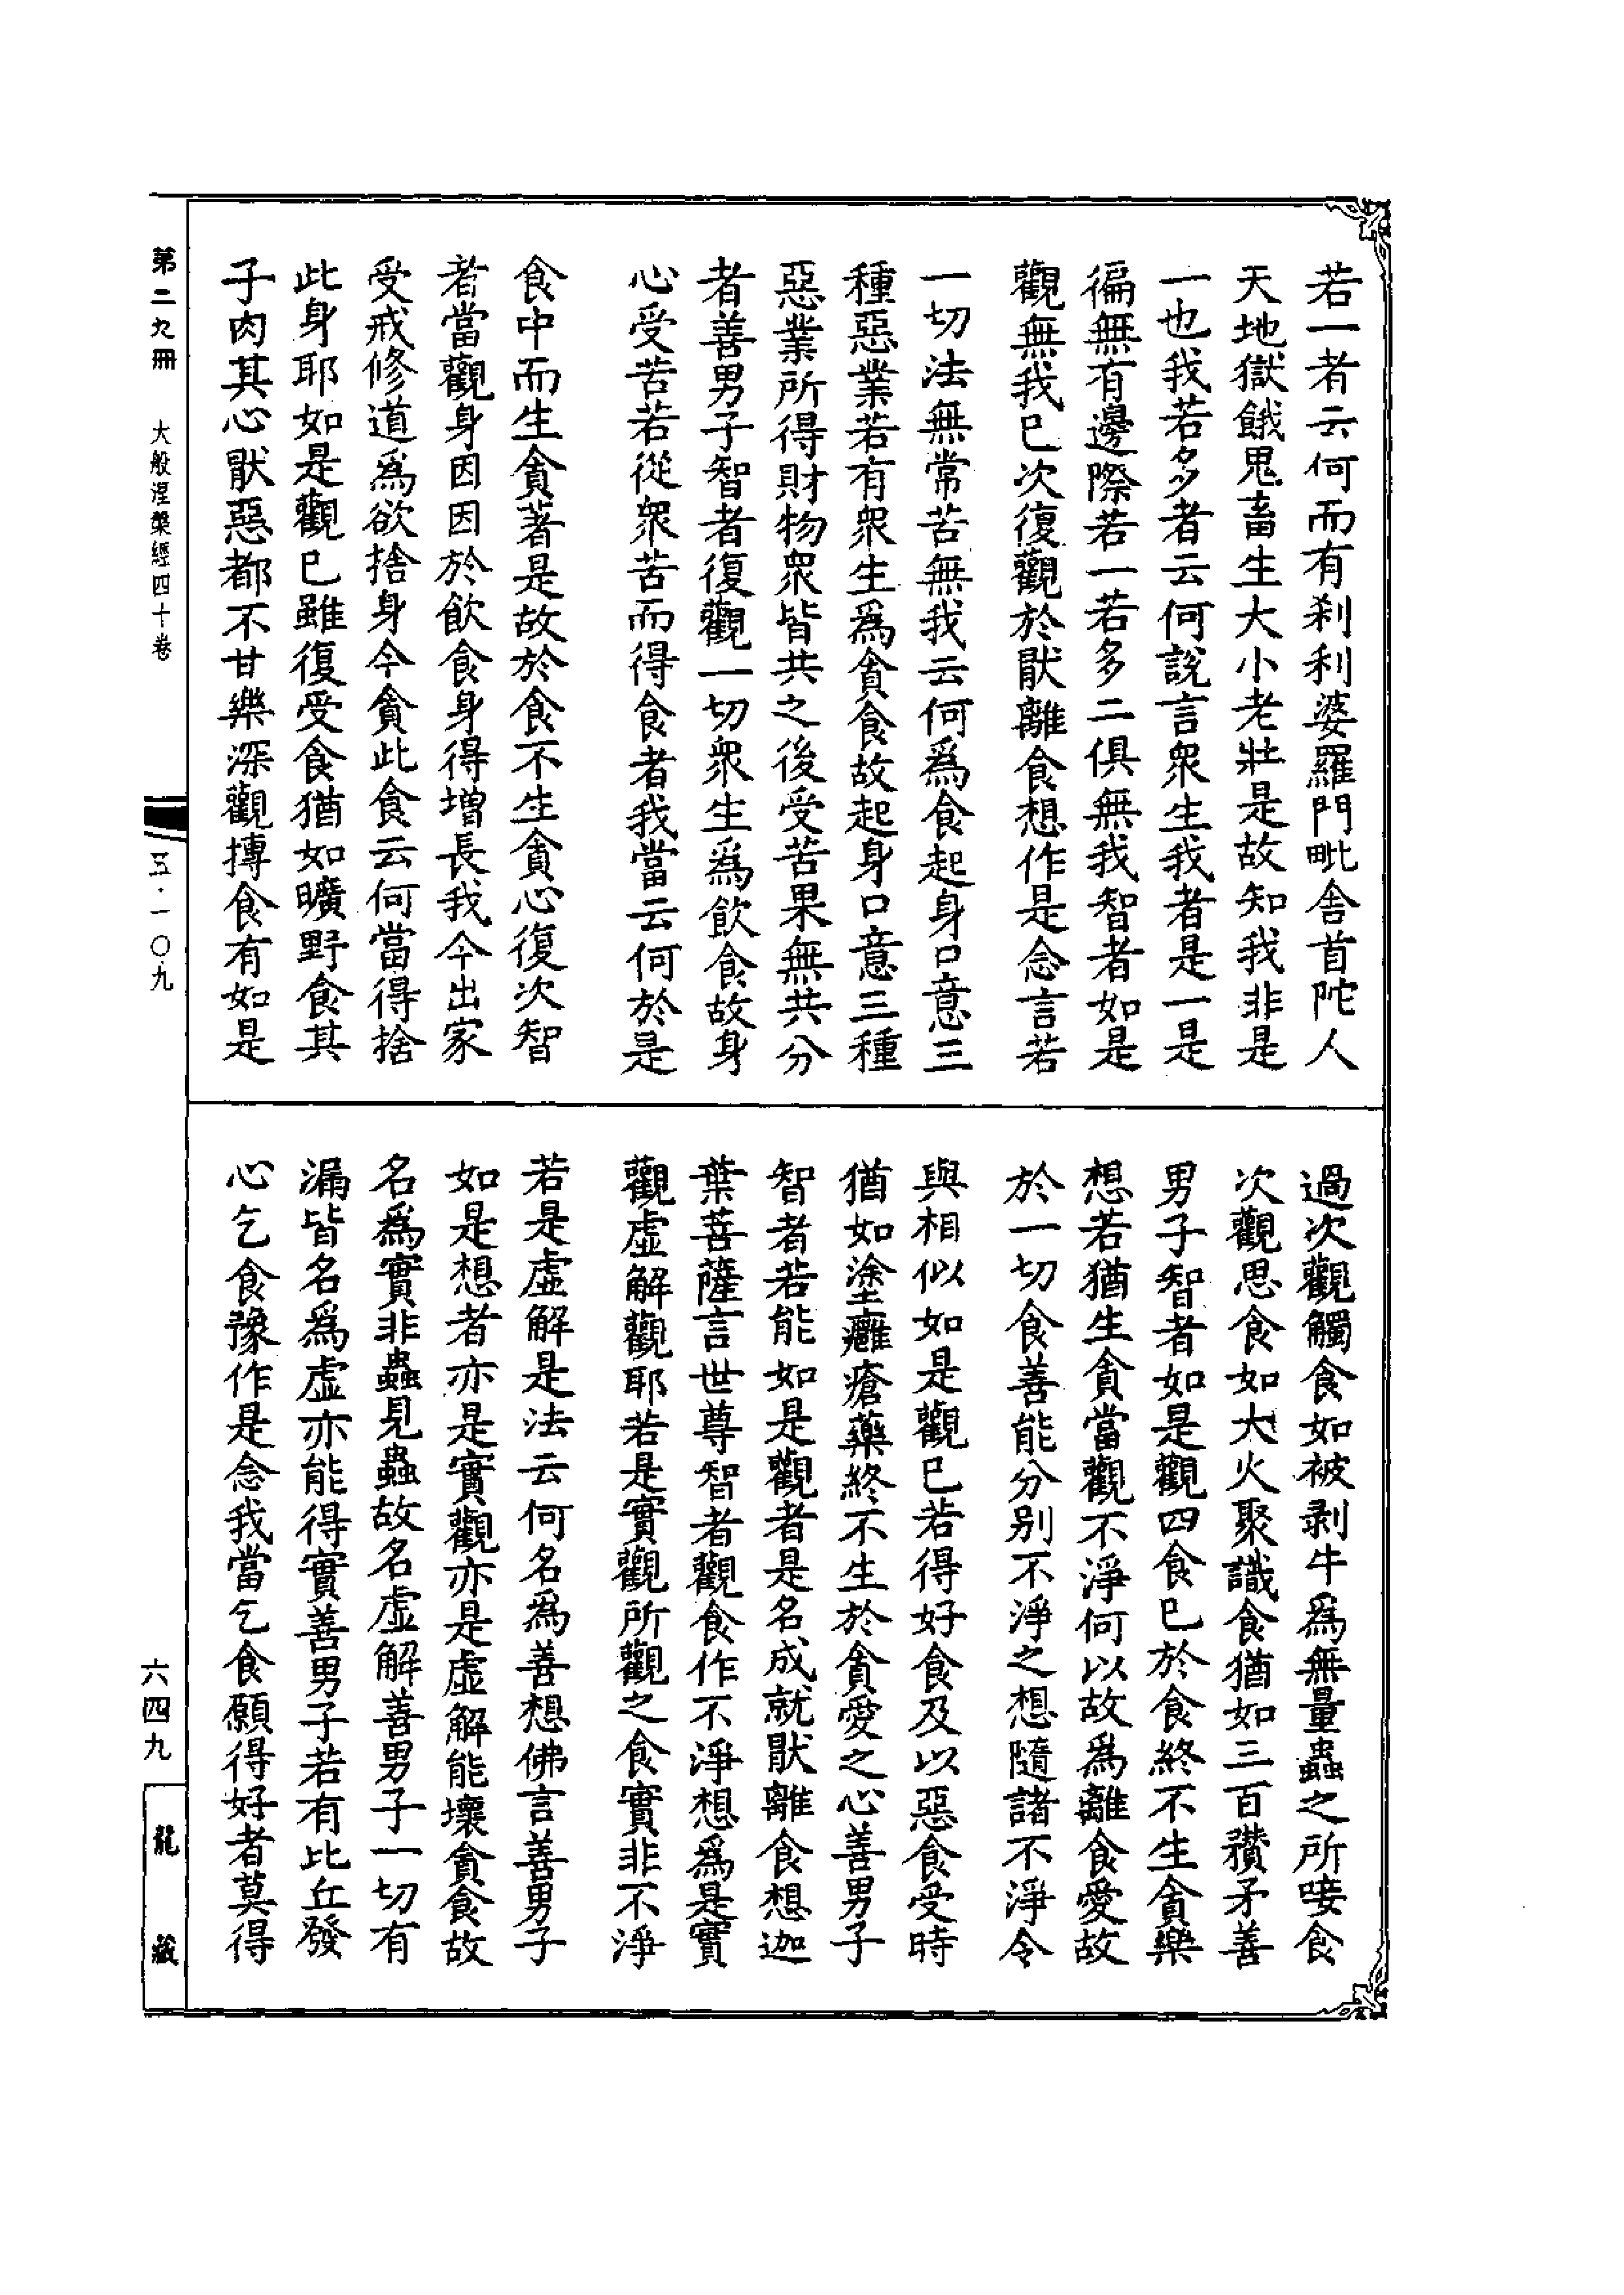 若一者云何而有刹利婆羅門毗舍首陀人
天地獄餓鬼畜生大小老壯是故知我非是
一也我若多者云何說言衆生我者是一是
徧無有邊際若一若多二俱無我智者如是
觀無我已次復觀於猒離食想作是念言若
一切法無常苦無我云何爲食起身口意三
種惡業若有衆生爲貪食故起身口意三種
惡業所得財物衆皆共之後受苦果無共分
者善男子智者復觀一切衆生爲飲食故身
心受苦若從衆苦而得食者我當云何於是
食中而生貪著是故於食不生貪心復次智
者當觀身因因於飲食身得增長我今出家
受戒修道爲欲捨身今貪此食云何當得捨
此身耶如是觀已雖復受食猶如曠野食其
子肉其心猒惡都不甘樂深觀摶食有如是
過次觀觸食如被剥牛爲無量蟲之所唼食
次觀思食如大火聚識食猶如三百穳矛善
男子智者如是觀四食已於食終不生貪樂
想若猶生貪當觀不淨何以故爲離食愛故
於一切食善能分别不淨之想隨諸不淨令
與相似如是觀已若得好食及以惡食受時
猶如塗癰瘡藥終不生於貪愛之心善男子
智者若能如是觀者是名成就猒離食想迦
葉菩薩言世尊智者觀食作不淨想爲是實
觀虛解觀耶若是實觀所觀之食實非不淨
若是虛解是法云何名爲善想佛言善男子
如是想者亦是實觀亦是虛解能壞貪食故
名爲實非蟲見蟲故名虛解善男子一切有
漏皆名爲虛亦能得實善男子若有比丘發
心乞食豫作是念我當乞食願得好者莫得
第二九冊 大般涅槃經四十卷 五·一〇九
六四九 龍藏